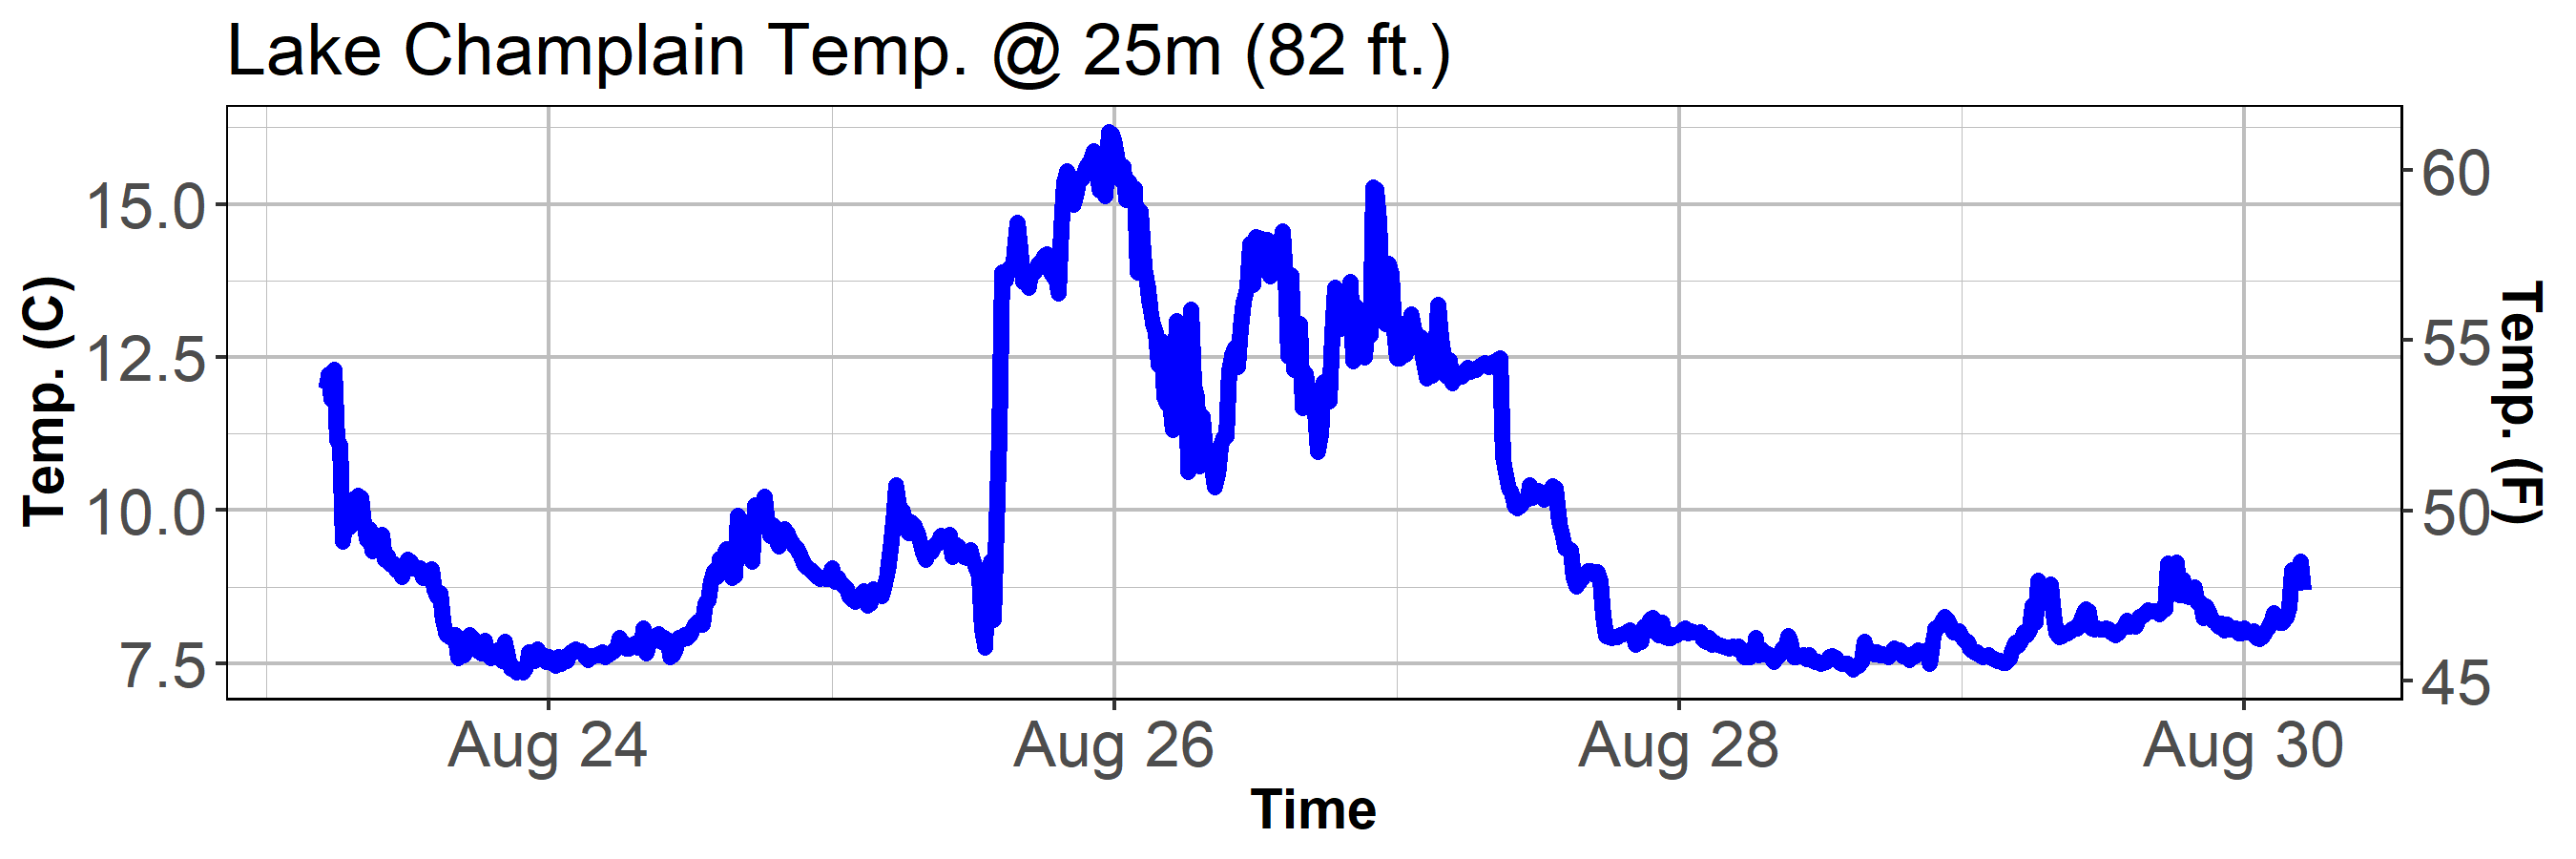 Lake Champlain Temp. @ 25m (82 ft.)
Temp. (C)
15.0
12.5
10.0
7.5
60
55
50
45
Temp. (F)
Aug 24 Aug 26 Aug 28 Aug 30
Time